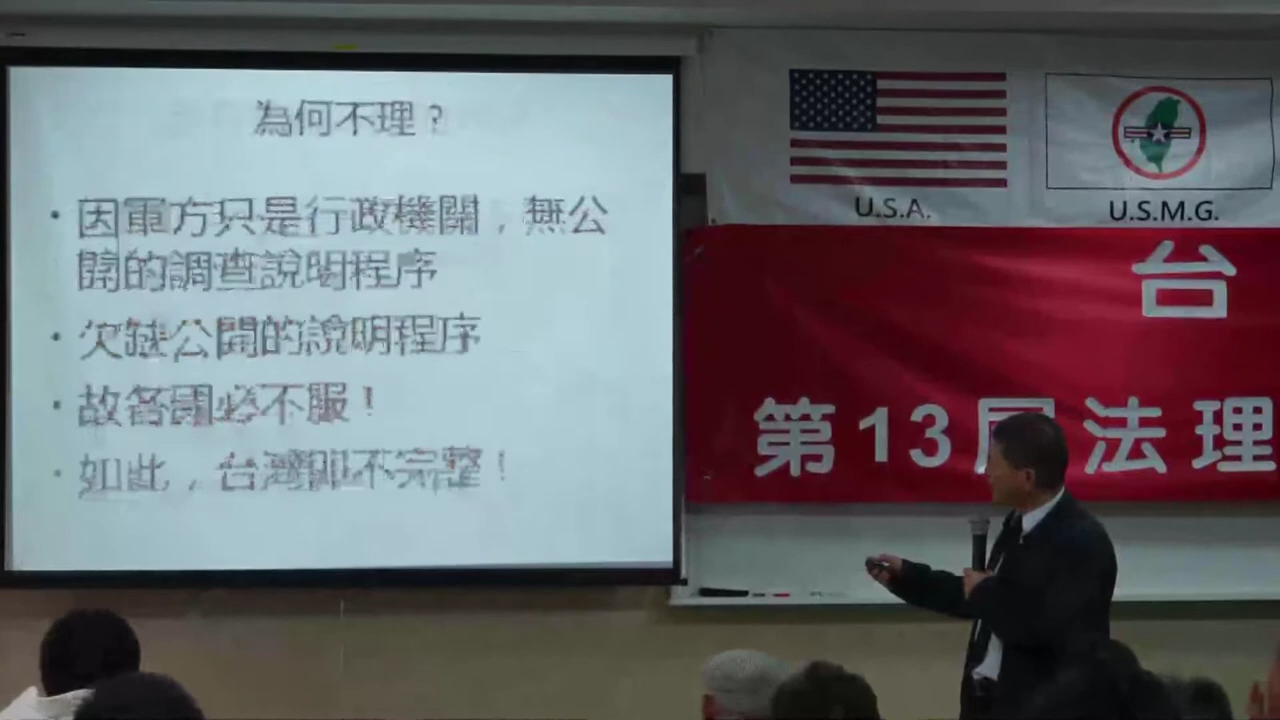 為何不理？
• 因軍方只是行政機關，無公
開的調查說明程序
• 欠缺公開的說明程序
• 故各國必不服！
• 如此，台灣即不完整！
U.S.A.
U.S.M.G.
台
第13屆法理